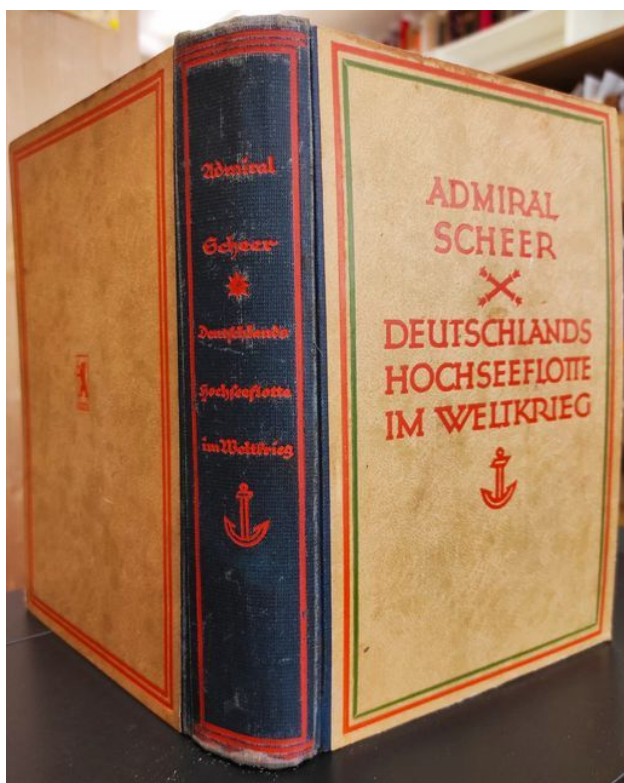 Admiral
Scheer
Deutschlands
Hochseeflotte
im Weltkrieg
ADMIRAL
SCHEER
DEUTSCHLANDS
HOCHSEEFLOTTE
IM WELTKRIEG